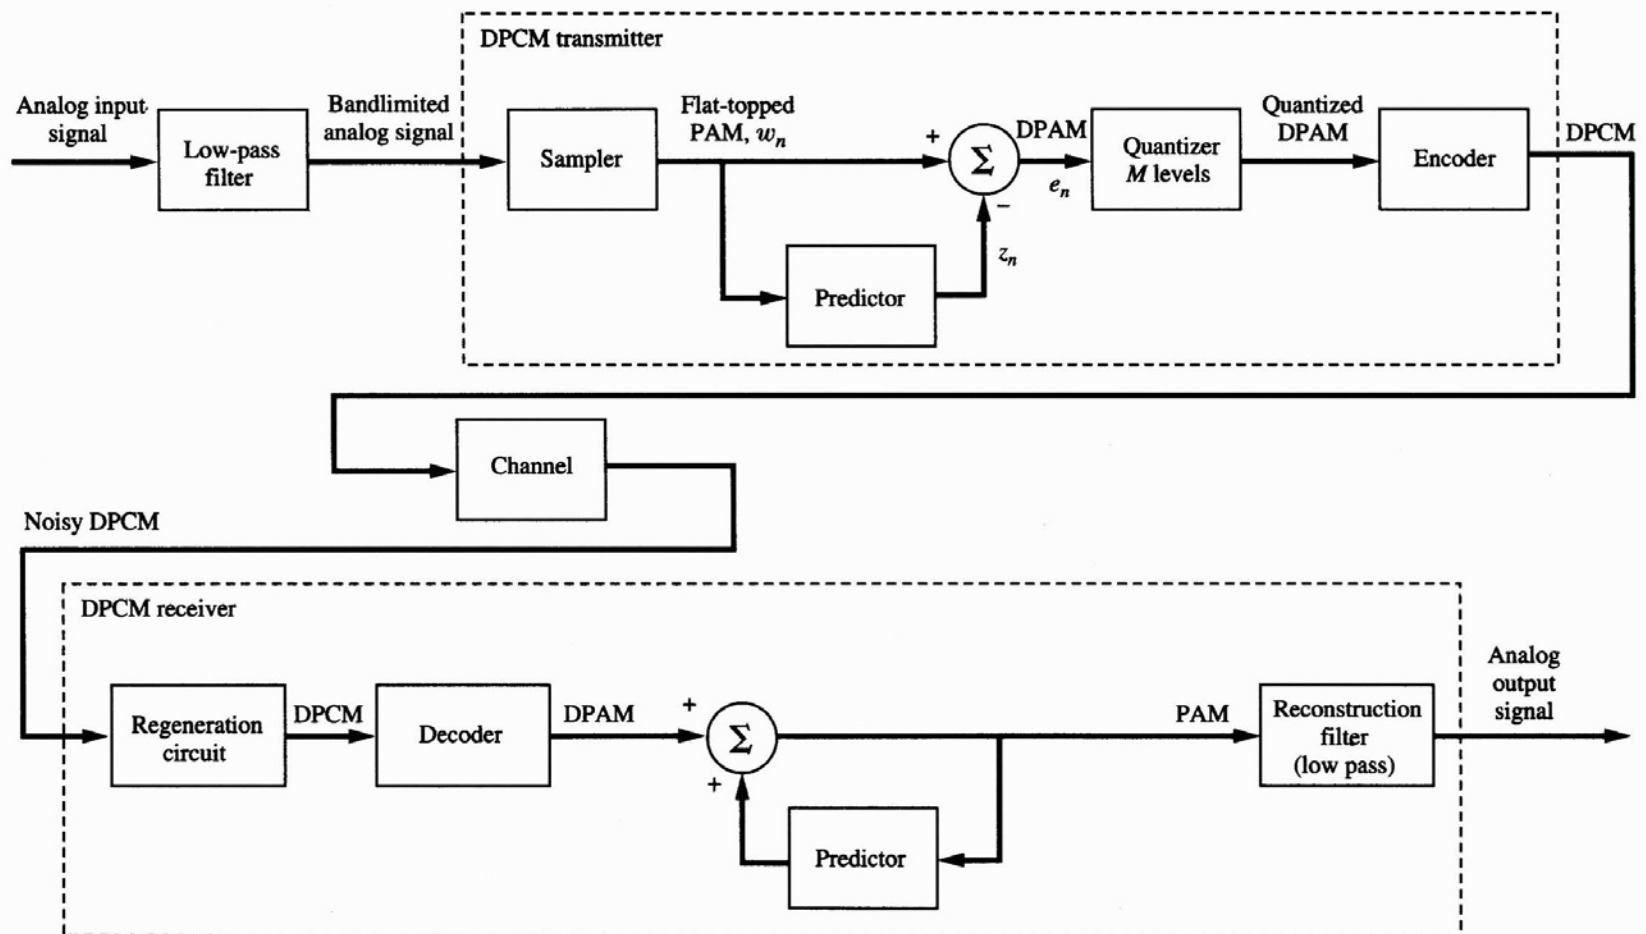 DPCM transmitter
Analog input
signal
Low-pass
filter
Bandlimited
analog signal
Sampler
Flat-topped
PAM, wₙ
+
Σ
−
DPAM
eₙ
zₙ
Predictor
Quantizer
M levels
Quantized
DPAM
Encoder
DPCM
Channel
Noisy DPCM
DPCM receiver
Regeneration
circuit
DPCM
Decoder
DPAM
+
Σ
+
Predictor
PAM
Reconstruction
filter
(low pass)
Analog
output
signal